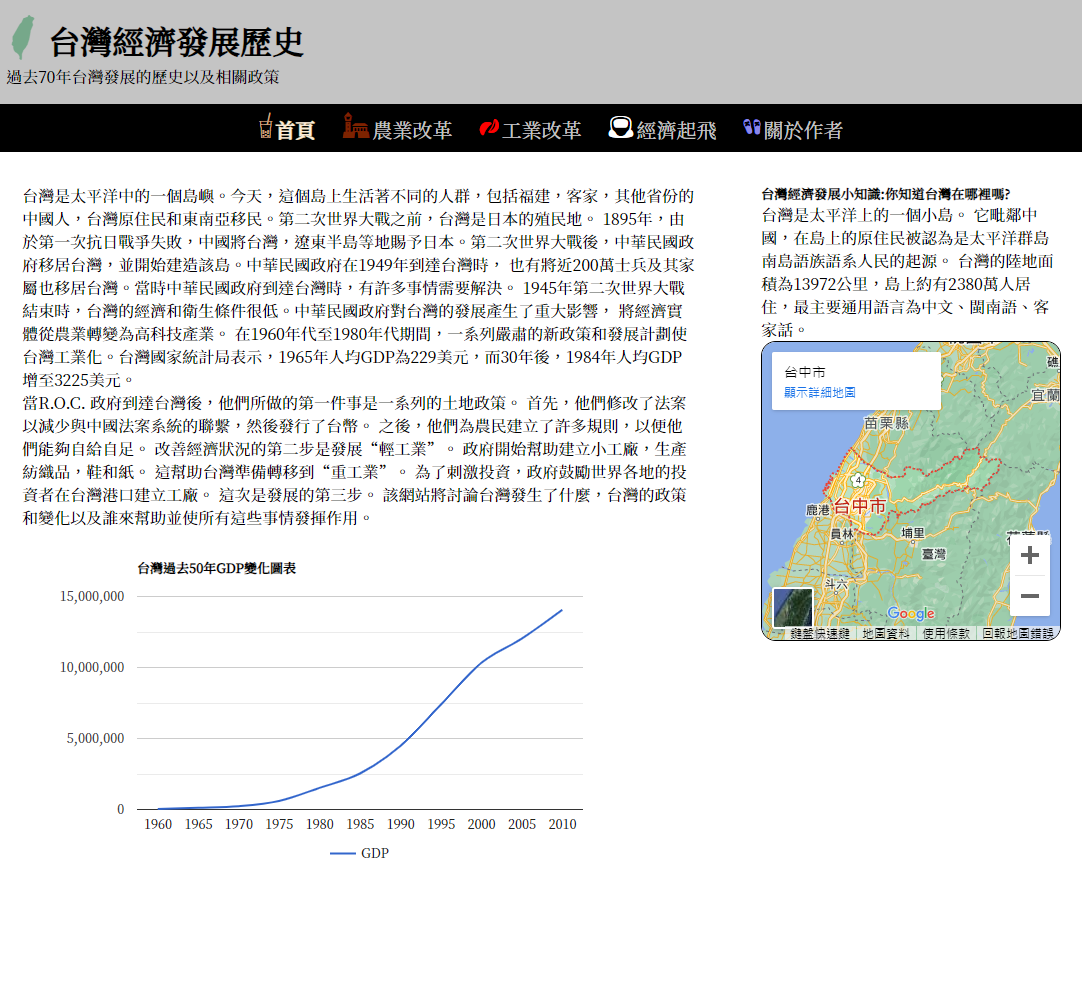 台灣經濟發展歷史
過去70年台灣發展的歷史以及相關政策
首頁 農業改革 工業改革 經濟起飛 關於作者
台灣是太平洋中的一個島嶼。今天，這個島上生活著不同的人群，包括福建，客家，其他省份的
中國人，台灣原住民和東南亞移民。第二次世界大戰之前，台灣是日本的殖民地。 1895年，由
於第一次抗日戰爭失敗，中國將台灣，遼東半島等地賜予日本。第二次世界大戰後，中華民國政
府移居台灣，並開始建造該島。中華民國政府在1949年到達台灣時， 也有將近200萬士兵及其家
屬也移居台灣。當時中華民國政府到達台灣時，有許多事情需要解決。 1945年第二次世界大戰
結束時，台灣的經濟和衛生條件很低。中華民國政府對台灣的發展產生了重大影響， 將經濟實
體從農業轉變為高科技產業。 在1960年代至1980年代期間，一系列嚴肅的新政策和發展計劃使
台灣工業化。台灣國家統計局表示，1965年人均GDP為229美元，而30年後，1984年人均GDP
增至3225美元。
當R.O.C. 政府到達台灣後，他們所做的第一件事是一系列的土地政策。 首先，他們修改了法案
以減少與中國法案系統的聯繫，然後發行了台幣。 之後，他們為農民建立了許多規則，以便他
們能夠自給自足。 改善經濟狀況的第二步是發展“輕工業”。 政府開始幫助建立小工廠，生產
紡織品，鞋和紙。 這幫助台灣準備轉移到“重工業”。 為了刺激投資，政府鼓勵世界各地的投
資者在台灣港口建立工廠。 這次是發展的第三步。 該網站將討論台灣發生了什麼，台灣的政策
和變化以及誰來幫助並使所有這些事情發揮作用。
台灣過去50年GDP變化圖表
15,000,000
10,000,000
5,000,000
0
1960 1965 1970 1975 1980 1985 1990 1995 2000 2005 2010
GDP
台灣經濟發展小知識:你知道台灣在哪裡嗎?
台灣是太平洋上的一個小島。 它毗鄰中
國，在島上的原住民被認為是太平洋群島
南島語族語系人民的起源。 台灣的陸地面
積為13972公里，島上約有2380萬人居
住，最主要通用語言為中文、閩南語、客
家話。
台中市
顯示詳細地圖
礁
宜蘭
苗栗縣
4
鹿港 台中市
員林 埔里
臺灣
斗六
Google
鍵盤快速鍵 地圖資料 使用條款 回報地圖錯誤